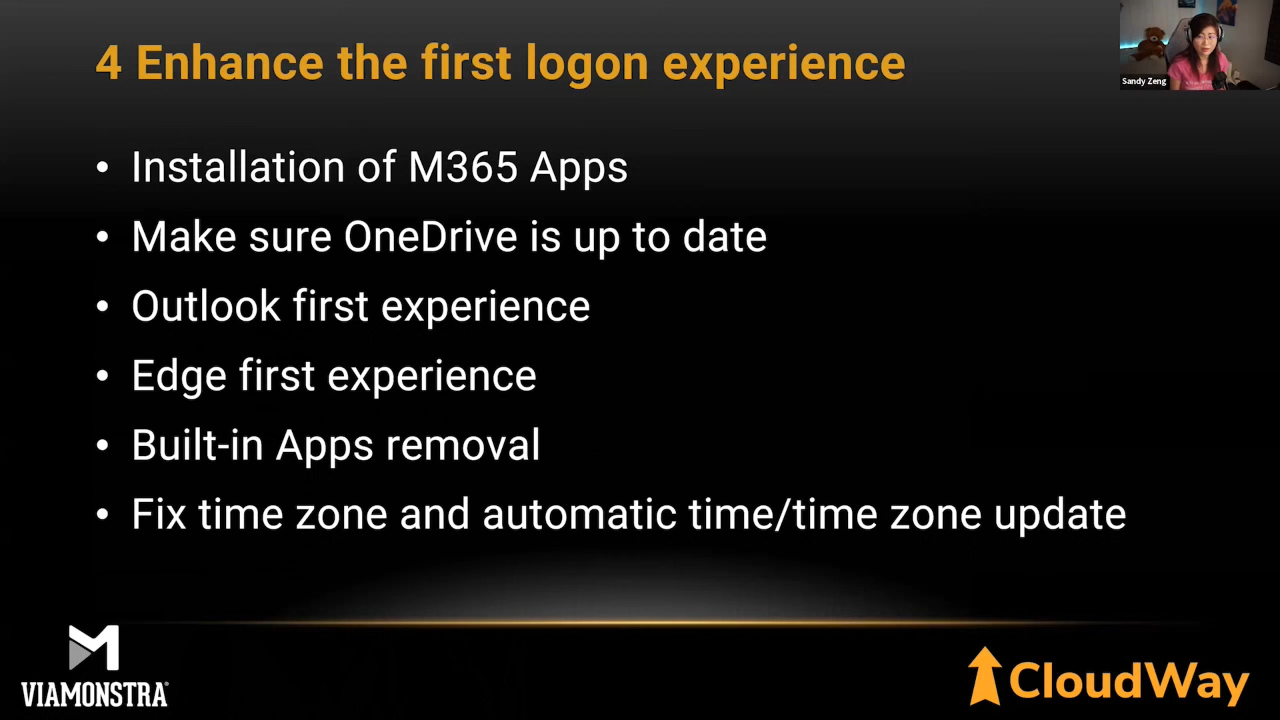 4 Enhance the first logon experience
Sandy Zeng
• Installation of M365 Apps
• Make sure OneDrive is up to date
• Outlook first experience
• Edge first experience
• Built-in Apps removal
• Fix time zone and automatic time/time zone update
VIAMONSTRA®
CloudWay